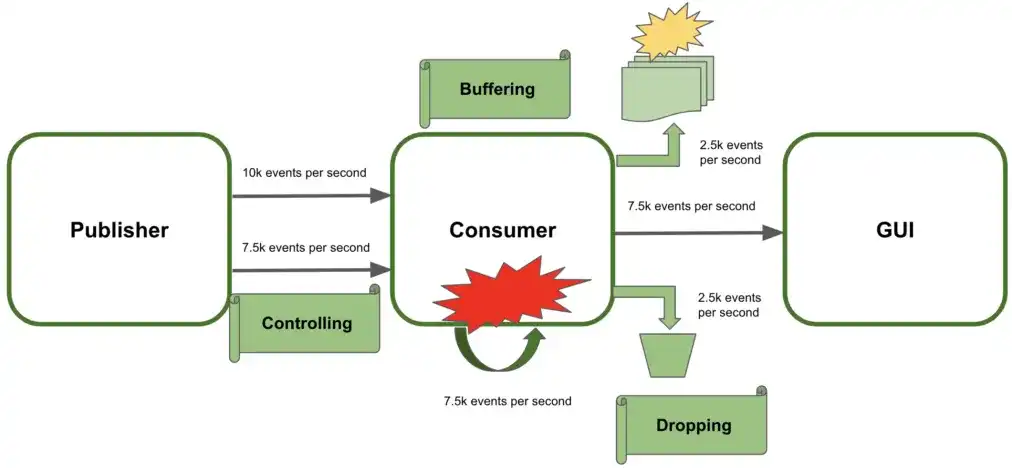 Buffering
2.5k events
per second
10k events per second
7.5k events per second
Publisher
Consumer
GUI
7.5k events per second
Controlling
2.5k events
per second
7.5k events per second
Dropping